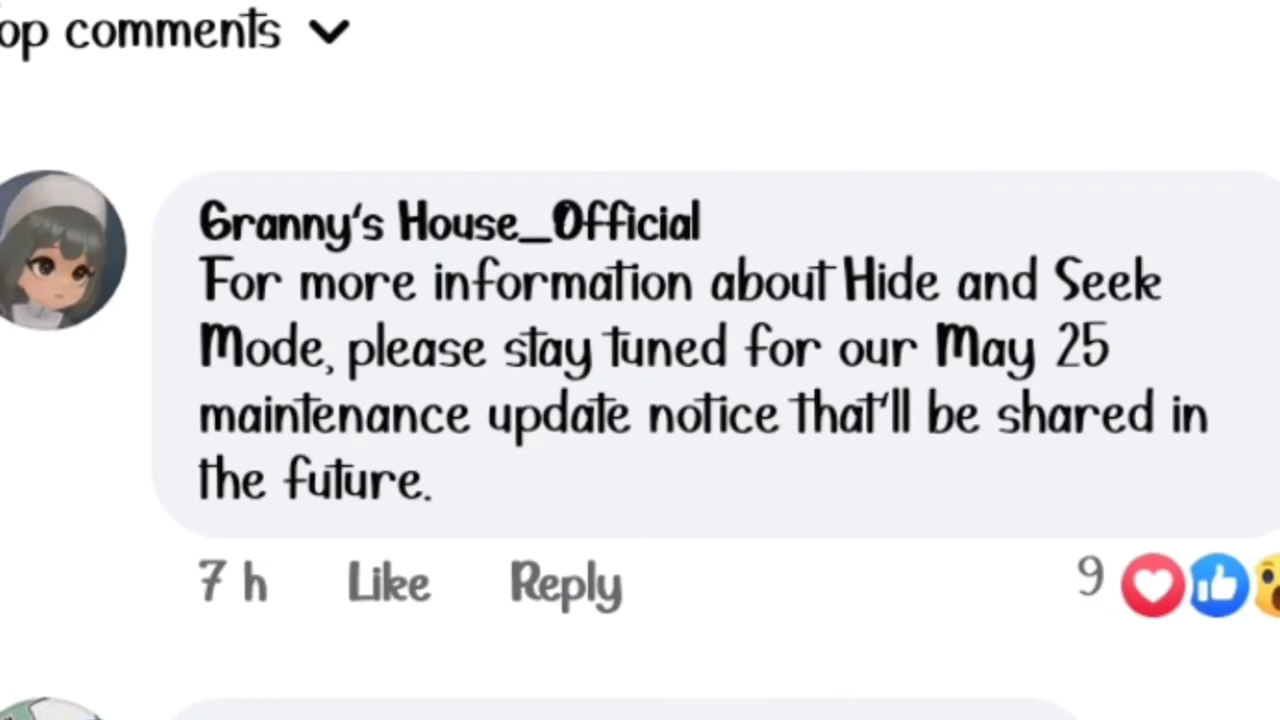 op comments
Granny's House_Official
For more information about Hide and Seek
Mode, please stay tuned for our May 25
maintenance update notice that'll be shared in
the future.
7 h Like Reply 9